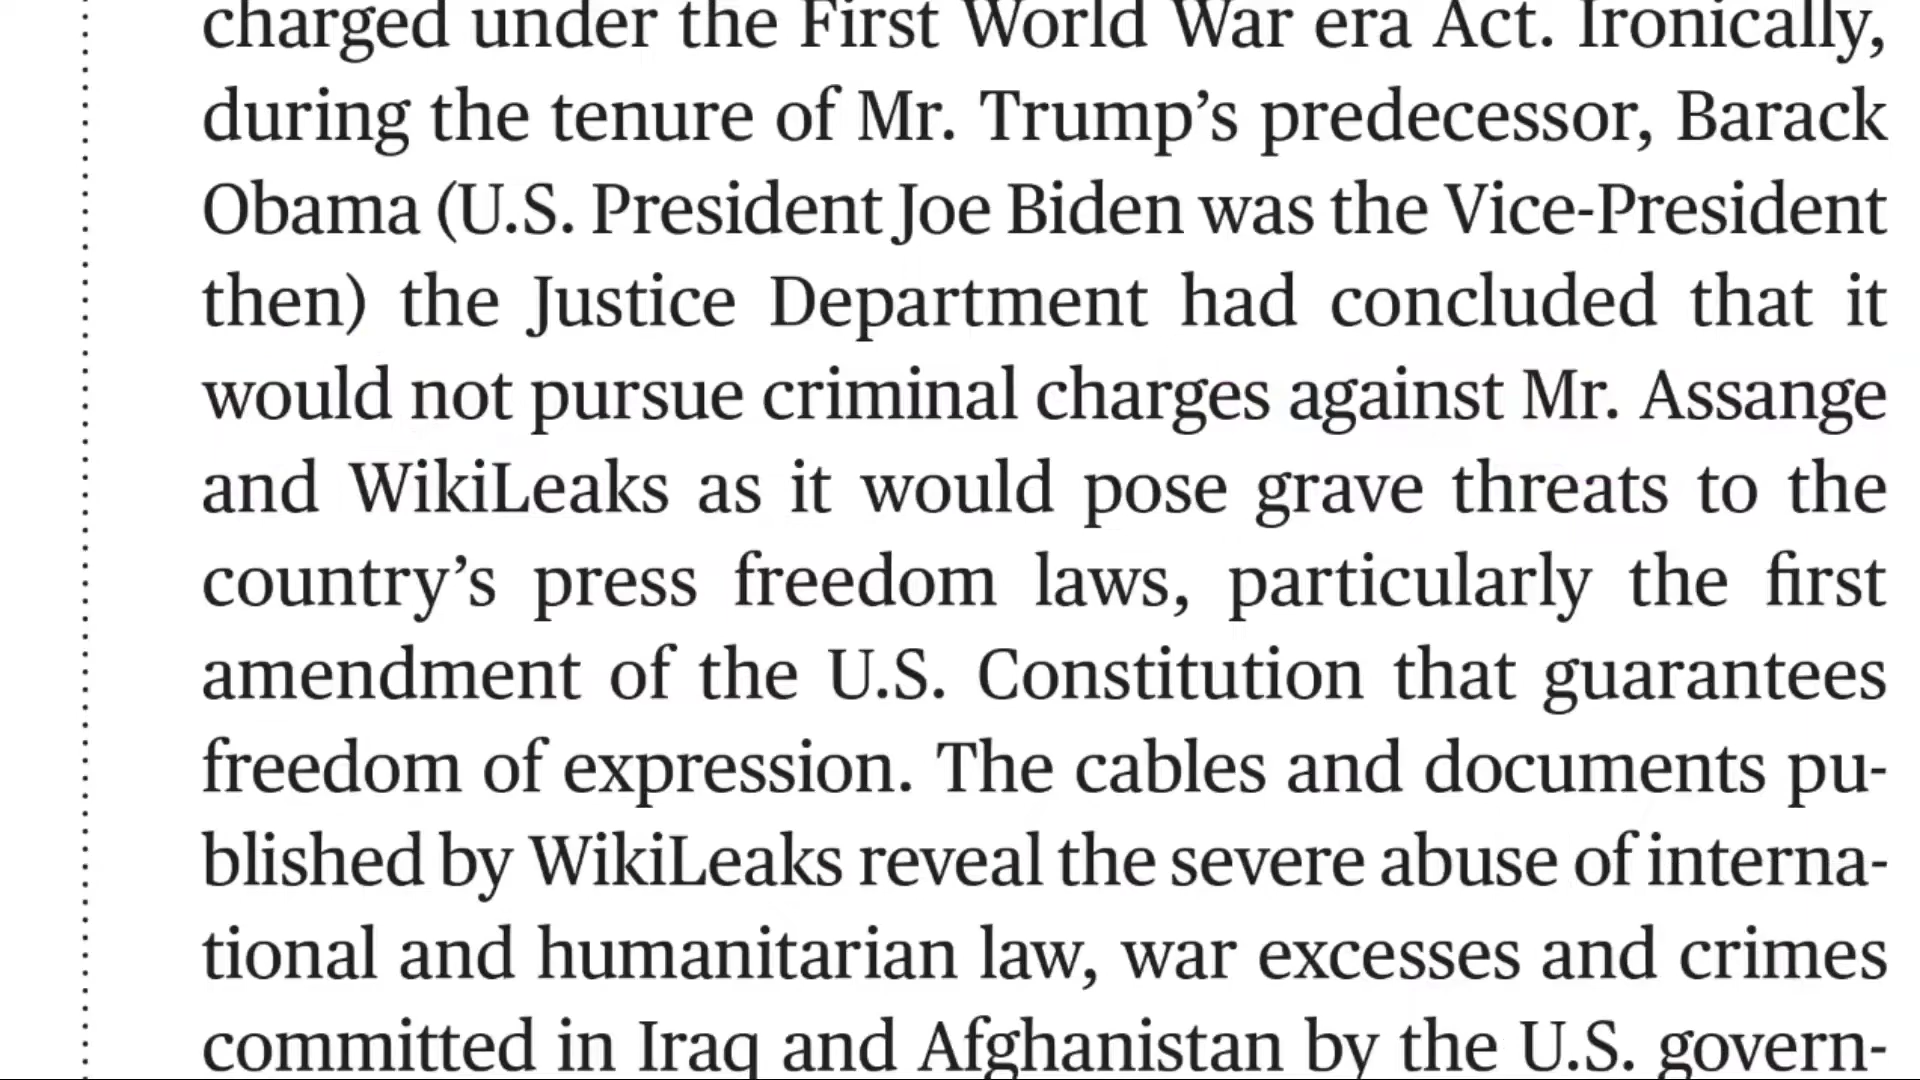 charged under the First World War era Act. Ironically,
during the tenure of Mr. Trump’s predecessor, Barack
Obama (U.S. President Joe Biden was the Vice-President
then) the Justice Department had concluded that it
would not pursue criminal charges against Mr. Assange
and WikiLeaks as it would pose grave threats to the
country’s press freedom laws, particularly the first
amendment of the U.S. Constitution that guarantees
freedom of expression. The cables and documents pu-
blished by WikiLeaks reveal the severe abuse of interna-
tional and humanitarian law, war excesses and crimes
committed in Iraq and Afghanistan by the U.S. govern-